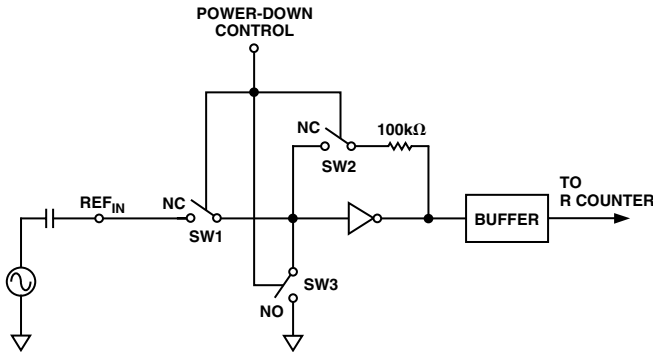 POWER-DOWN
CONTROL
NC
100kΩ
SW2
REFIN
NC
SW1
BUFFER
TO
R COUNTER
SW3
NO